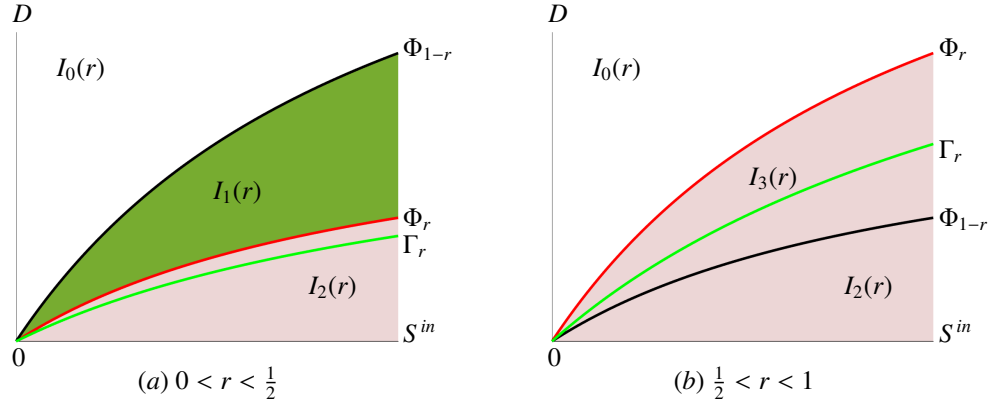 D
I₀(r)
Φ₁₋ᵣ
I₁(r)
Φᵣ
Γᵣ
I₂(r)
Sⁱⁿ
0
(a) 0 < r < 1/2
D
I₀(r)
Φᵣ
Γᵣ
I₃(r)
Φ₁₋ᵣ
I₂(r)
Sⁱⁿ
0
(b) 1/2 < r < 1